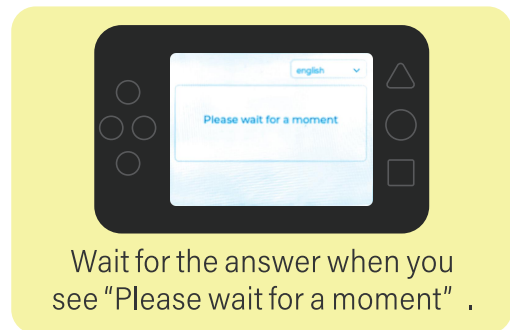 english
Please wait for a moment
Wait for the answer when you
see "Please wait for a moment" .